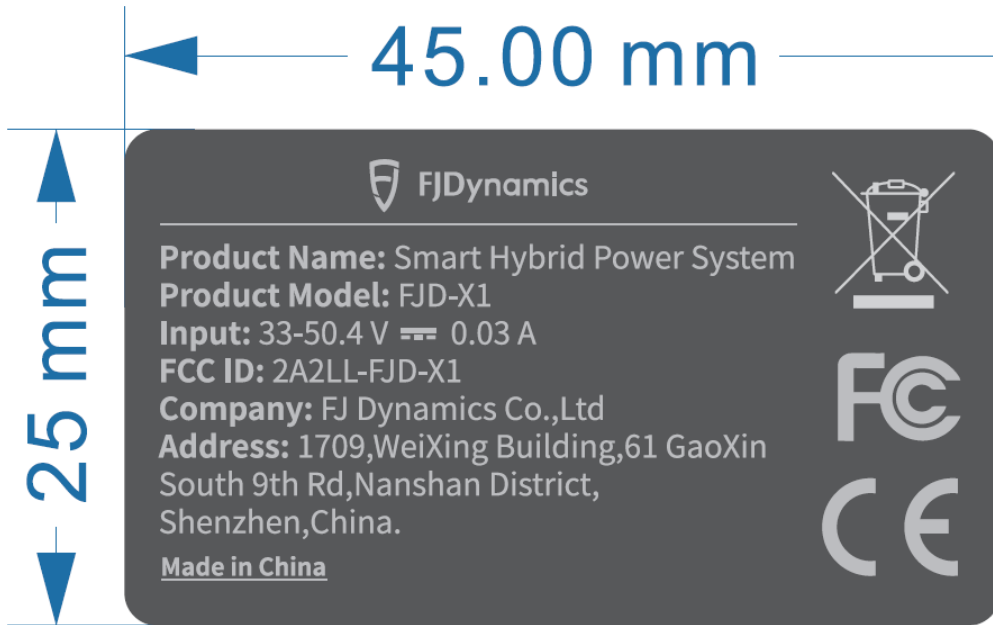 45.00 mm
25 mm
FJDynamics
Product Name: Smart Hybrid Power System
Product Model: FJD-X1
Input: 33-50.4 V ⎓ 0.03 A
FCC ID: 2A2LL-FJD-X1
Company: FJ Dynamics Co.,Ltd
Address: 1709,WeiXing Building,61 GaoXin
South 9th Rd,Nanshan District,
Shenzhen,China.
Made in China
FC
CE